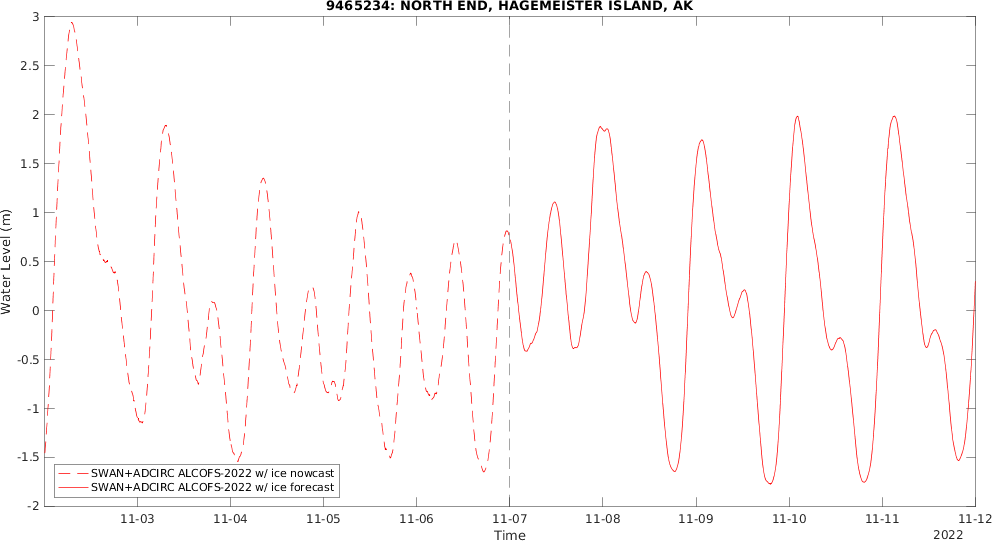 9465234: NORTH END, HAGEMEISTER ISLAND, AK
3
2.5
2
1.5
1
0.5
0
-0.5
-1
-1.5
-2
Water Level (m)
SWAN+ADCIRC ALCOFS-2022 w/ ice nowcast
SWAN+ADCIRC ALCOFS-2022 w/ ice forecast
11-03 11-04 11-05 11-06 11-07 11-08 11-09 11-10 11-11 11-12
Time
2022